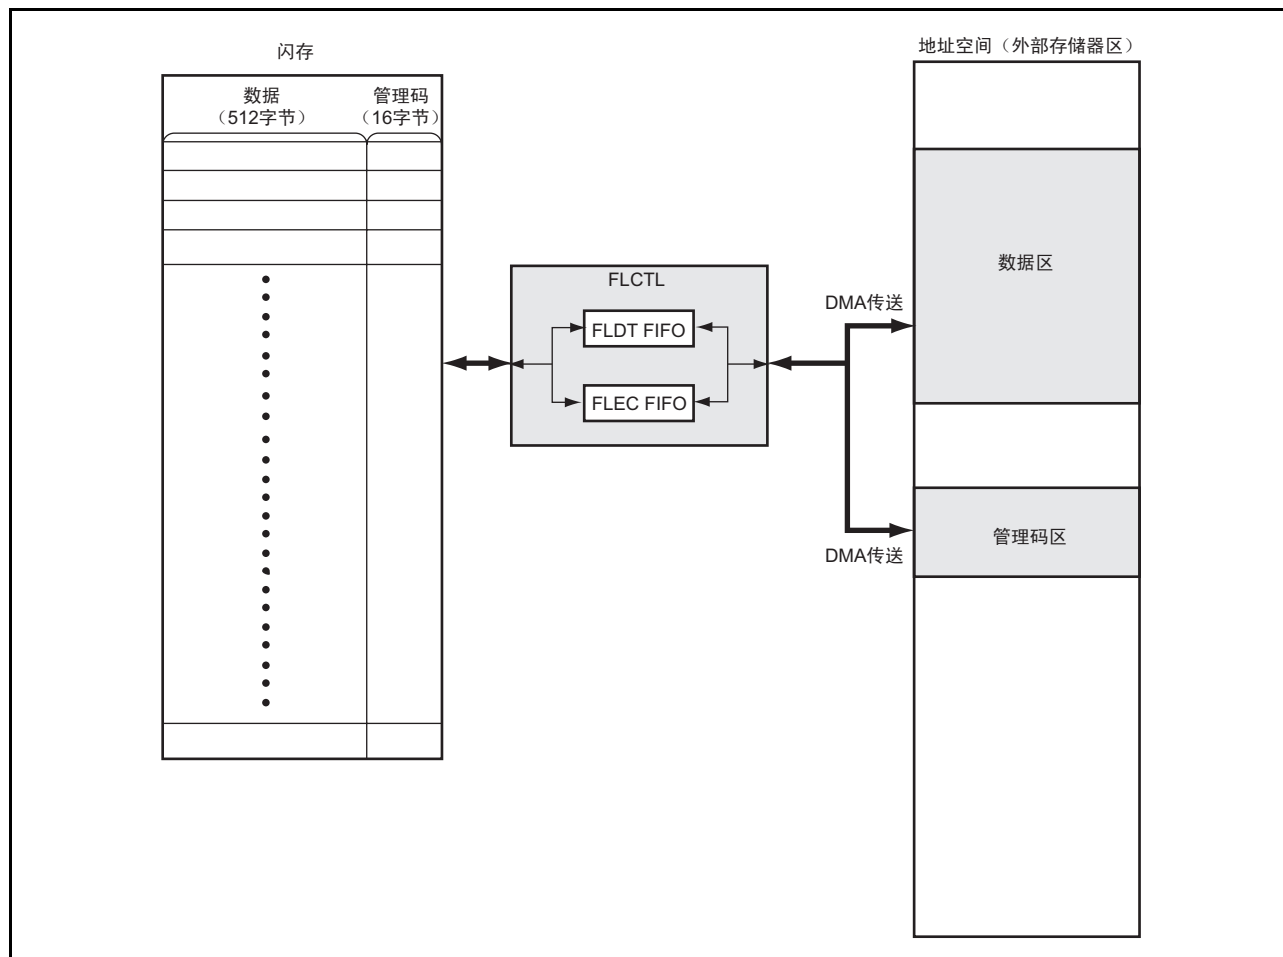 闪存
数据
（512字节）
管理码
（16字节）
FLCTL
FLDT FIFO
FLEC FIFO
地址空间（外部存储器区）
数据区
DMA传送
管理码区
DMA传送